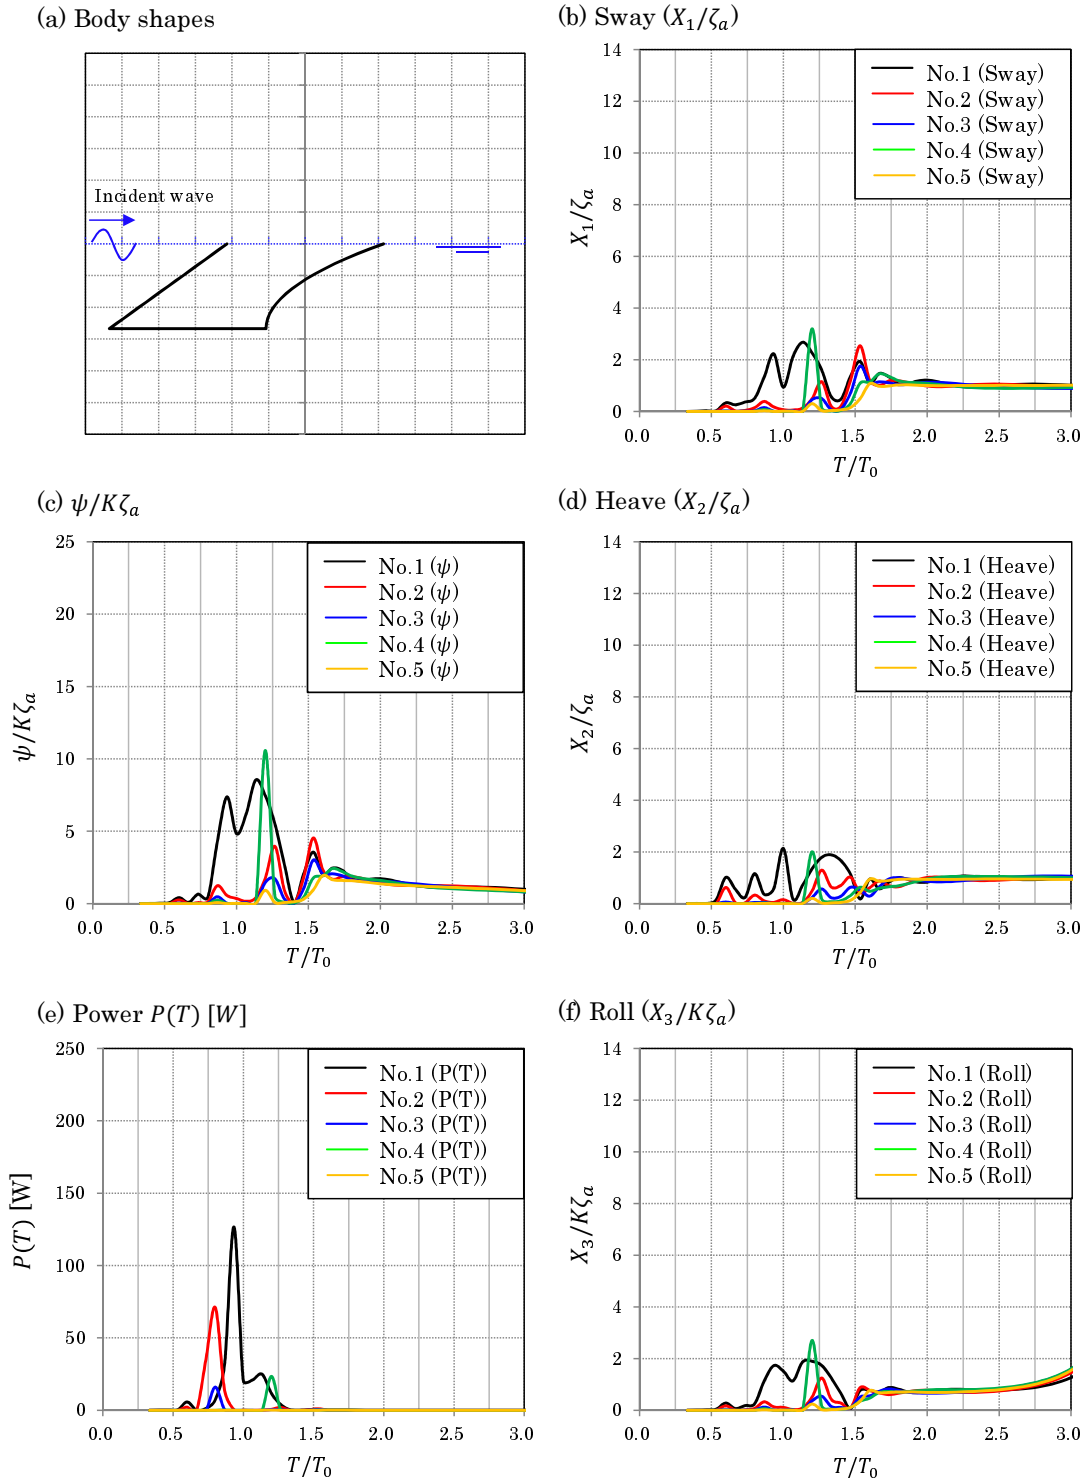 (a) Body shapes
Incident wave
(b) Sway (X₁/ζₐ)
14
12
10
8
6
4
2
0
X₁/ζₐ
No.1 (Sway)
No.2 (Sway)
No.3 (Sway)
No.4 (Sway)
No.5 (Sway)
0.0 0.5 1.0 1.5 2.0 2.5 3.0
T/T₀
(c) ψ/Kζₐ
25
20
15
10
5
0
ψ/Kζₐ
No.1 (ψ)
No.2 (ψ)
No.3 (ψ)
No.4 (ψ)
No.5 (ψ)
0.0 0.5 1.0 1.5 2.0 2.5 3.0
T/T₀
(d) Heave (X₂/ζₐ)
14
12
10
8
6
4
2
0
X₂/ζₐ
No.1 (Heave)
No.2 (Heave)
No.3 (Heave)
No.4 (Heave)
No.5 (Heave)
0.0 0.5 1.0 1.5 2.0 2.5 3.0
T/T₀
(e) Power P(T) [W]
250
200
150
100
50
0
P(T) [W]
No.1 (P(T))
No.2 (P(T))
No.3 (P(T))
No.4 (P(T))
No.5 (P(T))
0.0 0.5 1.0 1.5 2.0 2.5 3.0
T/T₀
(f) Roll (X₃/Kζₐ)
14
12
10
8
6
4
2
0
X₃/Kζₐ
No.1 (Roll)
No.2 (Roll)
No.3 (Roll)
No.4 (Roll)
No.5 (Roll)
0.0 0.5 1.0 1.5 2.0 2.5 3.0
T/T₀